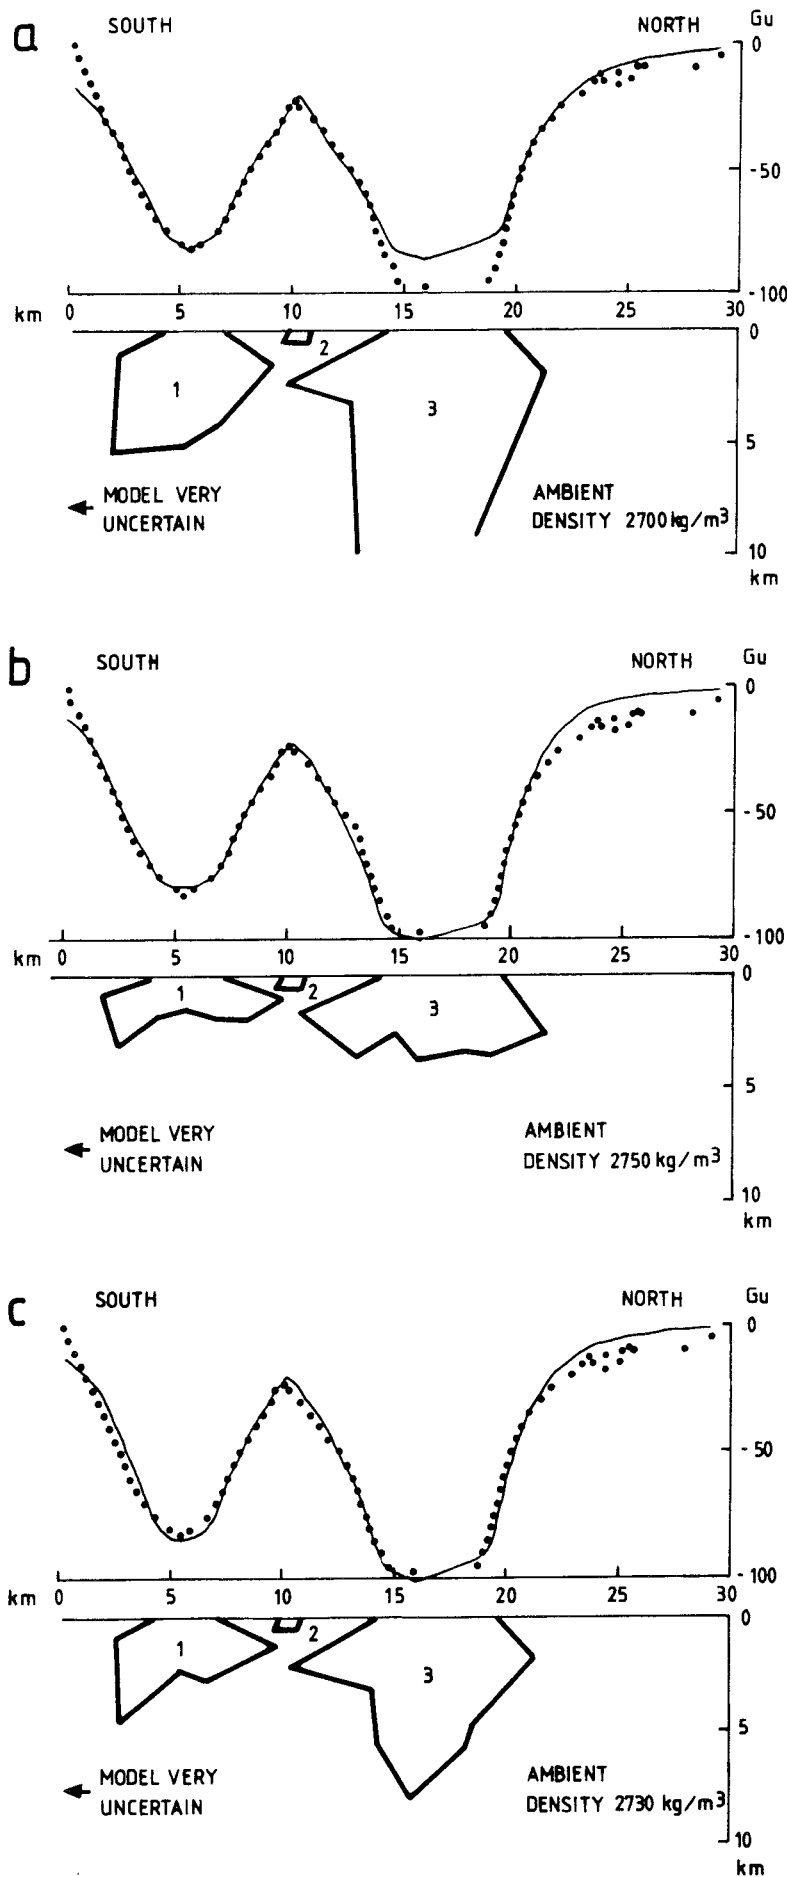 a
SOUTH NORTH Gu
0
-50
-100
km 0 5 10 15 20 25 30
0
1 2 3
5
MODEL VERY UNCERTAIN
AMBIENT DENSITY 2700 kg/m3
10
km
b
SOUTH NORTH Gu
0
-50
-100
km 0 5 10 15 20 25 30
0
1 2 3
5
MODEL VERY UNCERTAIN
AMBIENT DENSITY 2750 kg/m3
10
km
c
SOUTH NORTH Gu
0
-50
-100
km 0 5 10 15 20 25 30
0
1 2 3
5
MODEL VERY UNCERTAIN
AMBIENT DENSITY 2730 kg/m3
10
km